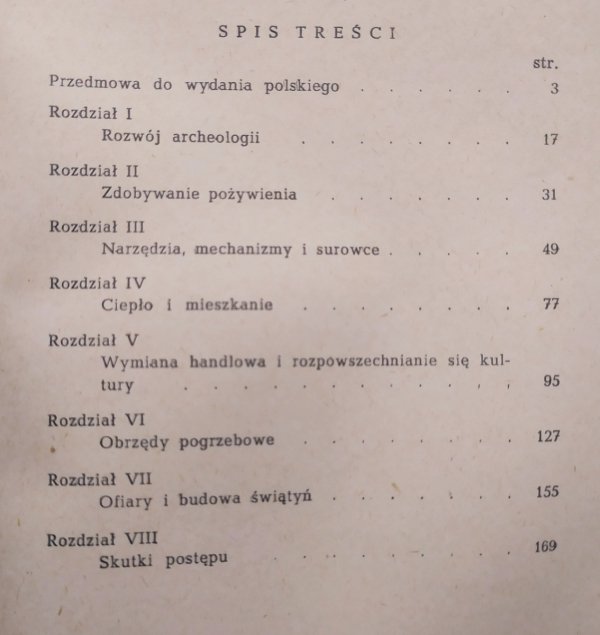 SPIS TREŚCI
str.
Przedmowa do wydania polskiego . . . . . . 3
Rozdział I
Rozwój archeologii . . . . . . . 17
Rozdział II
Zdobywanie pożywienia . . . . . . 31
Rozdział III
Narzędzia, mechanizmy i surowce . . . . . 49
Rozdział IV
Ciepło i mieszkanie . . . . . . . 77
Rozdział V
Wymiana handlowa i rozpowszechnianie się kul-
tury . . . . . . . . . . , , 95
Rozdział VI
Obrzędy pogrzebowe . . . . . . . 127
Rozdział VII
Ofiary i budowa świątyń . . . . . . 155
Rozdział VIII
Skutki postępu . . . . . . . . 169